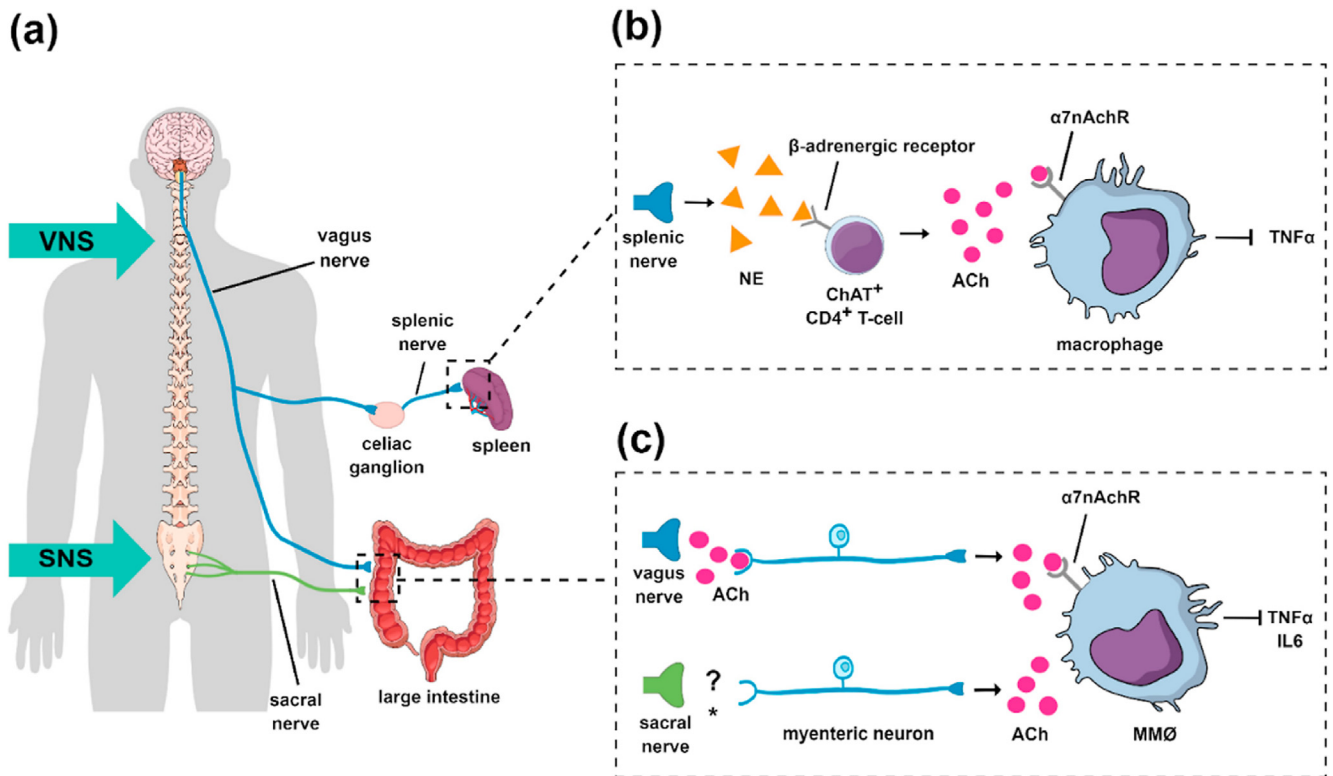 (a)
VNS
vagus
nerve
splenic
nerve
celiac
ganglion
spleen
SNS
sacral
nerve
large intestine
(b)
α7nAchR
β-adrenergic receptor
splenic
nerve
NE
ChAT+
CD4+ T-cell
ACh
macrophage
TNFα
(c)
α7nAchR
vagus
nerve
ACh
TNFα
IL6
?
*
sacral
nerve
myenteric neuron
ACh
MMØ